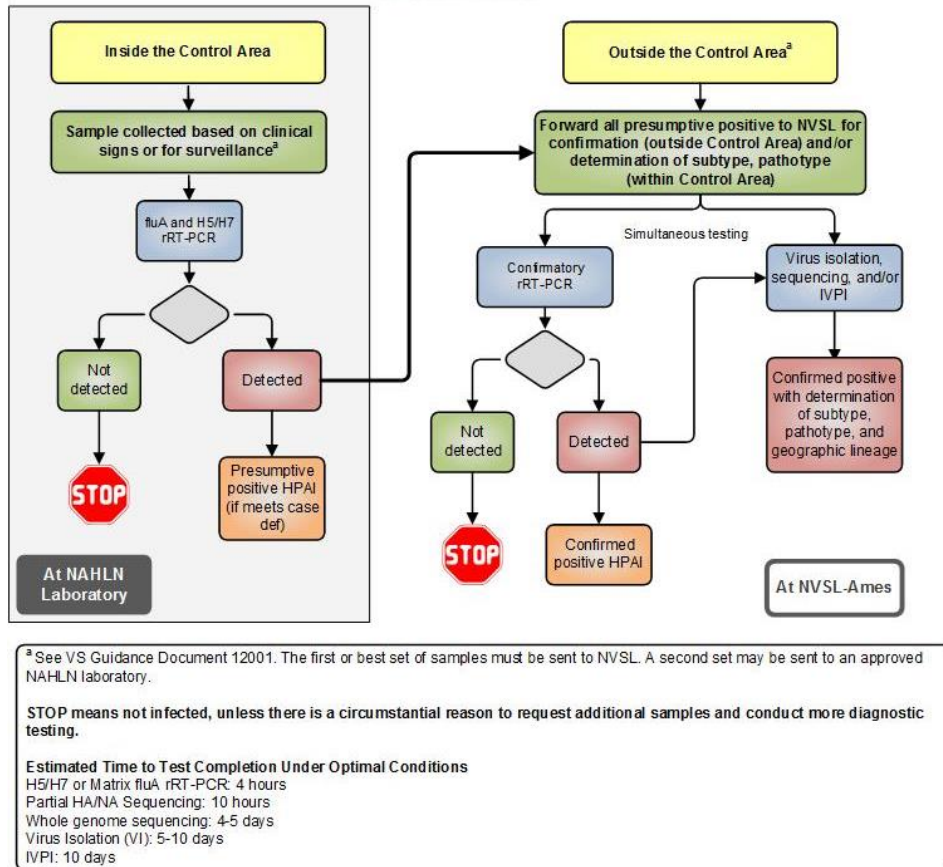 Inside the Control Area
Sample collected based on clinical
signs or for surveillanceª
fluA and H5/H7
rRT-PCR
Not
detected
STOP
Detected
Presumptive
positive HPAI
(if meets case
def)
At NAHLN
Laboratory
Outside the Control Areaª
Forward all presumptive positive to NVSL for
confirmation (outside Control Area) and/or
determination of subtype, pathotype
(within Control Area)
Simultaneous testing
Confirmatory
rRT-PCR
Not
detected
STOP
Detected
Confirmed
positive HPAI
Virus isolation,
sequencing, and/or
IVPI
Confirmed positive
with determination
of subtype,
pathotype, and
geographic lineage
At NVSL-Ames
ª See VS Guidance Document 12001. The first or best set of samples must be sent to NVSL. A second set may be sent to an approved
NAHLN laboratory.
STOP means not infected, unless there is a circumstantial reason to request additional samples and conduct more diagnostic
testing.
Estimated Time to Test Completion Under Optimal Conditions
H5/H7 or Matrix fluA rRT-PCR: 4 hours
Partial HA/NA Sequencing: 10 hours
Whole genome sequencing: 4-5 days
Virus Isolation (VI): 5-10 days
IVPI: 10 days